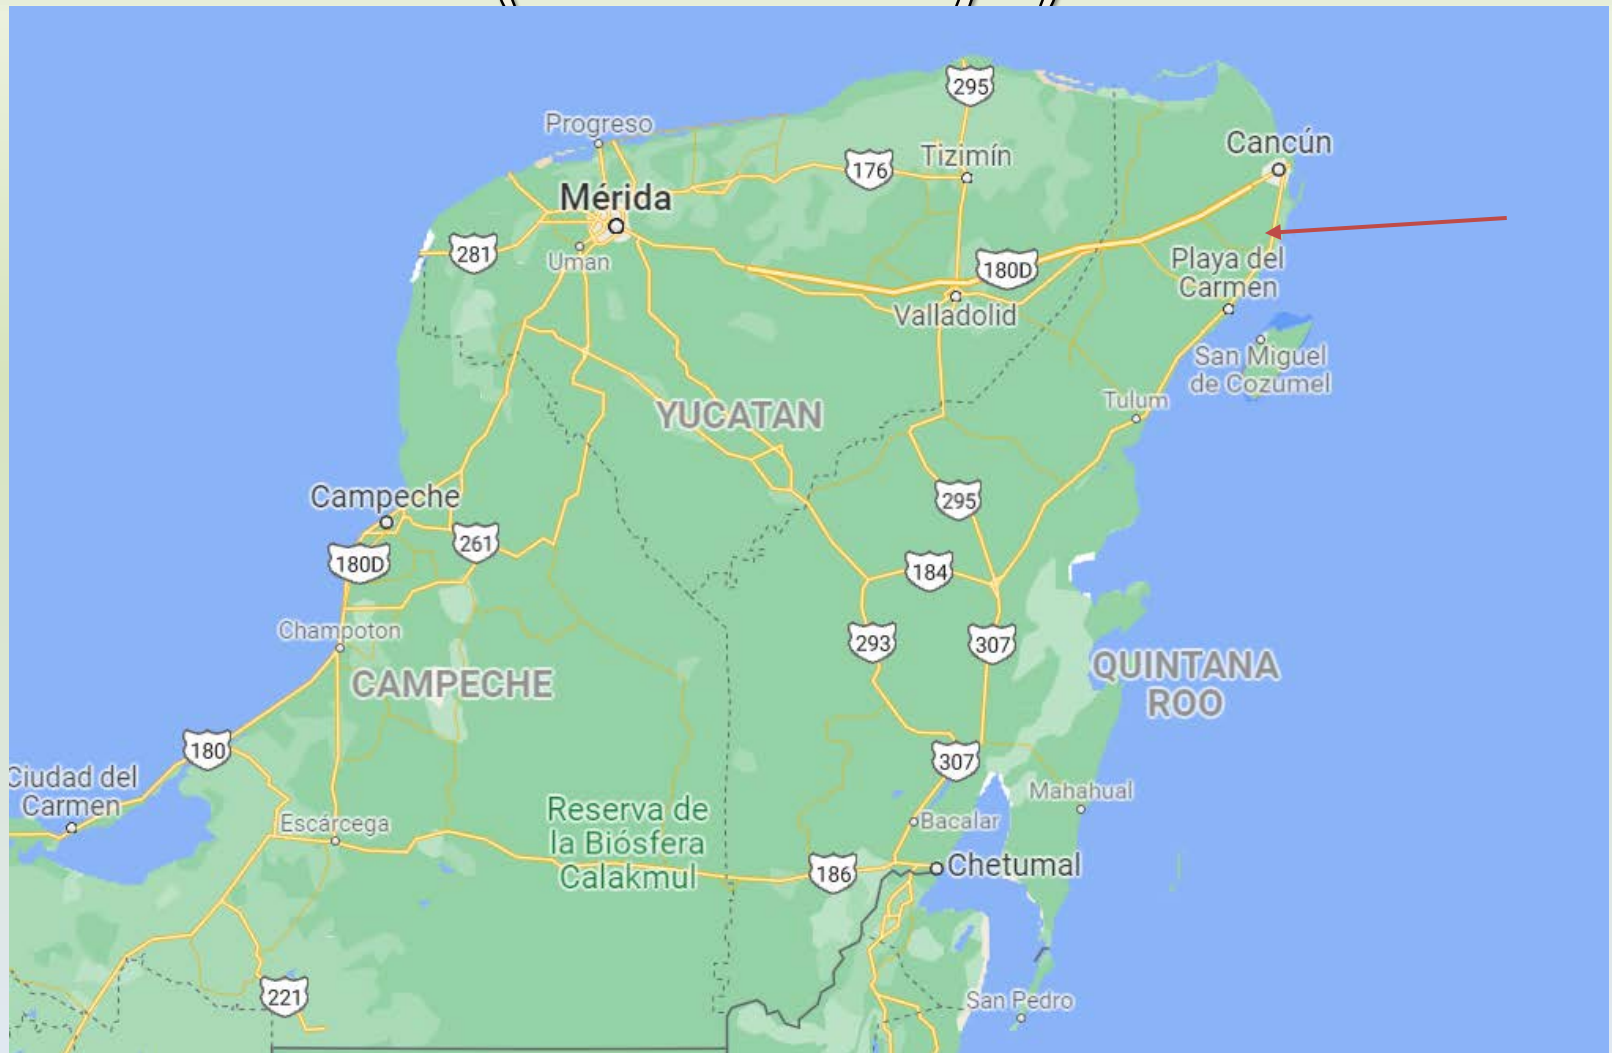 295
Progreso
Cancún
Tizimín
176
Mérida
281
Uman
180D
Playa del
Carmen
Valladolid
San Miguel
de Cozumel
Tulum
YUCATAN
Campeche
295
261
180D
184
Champoton
293
307
QUINTANA
ROO
CAMPECHE
180
307
Ciudad del
Carmen
Mahahual
Reserva de
la Biósfera
Calakmul
Escárcega
Bacalar
186
Chetumal
221
San Pedro